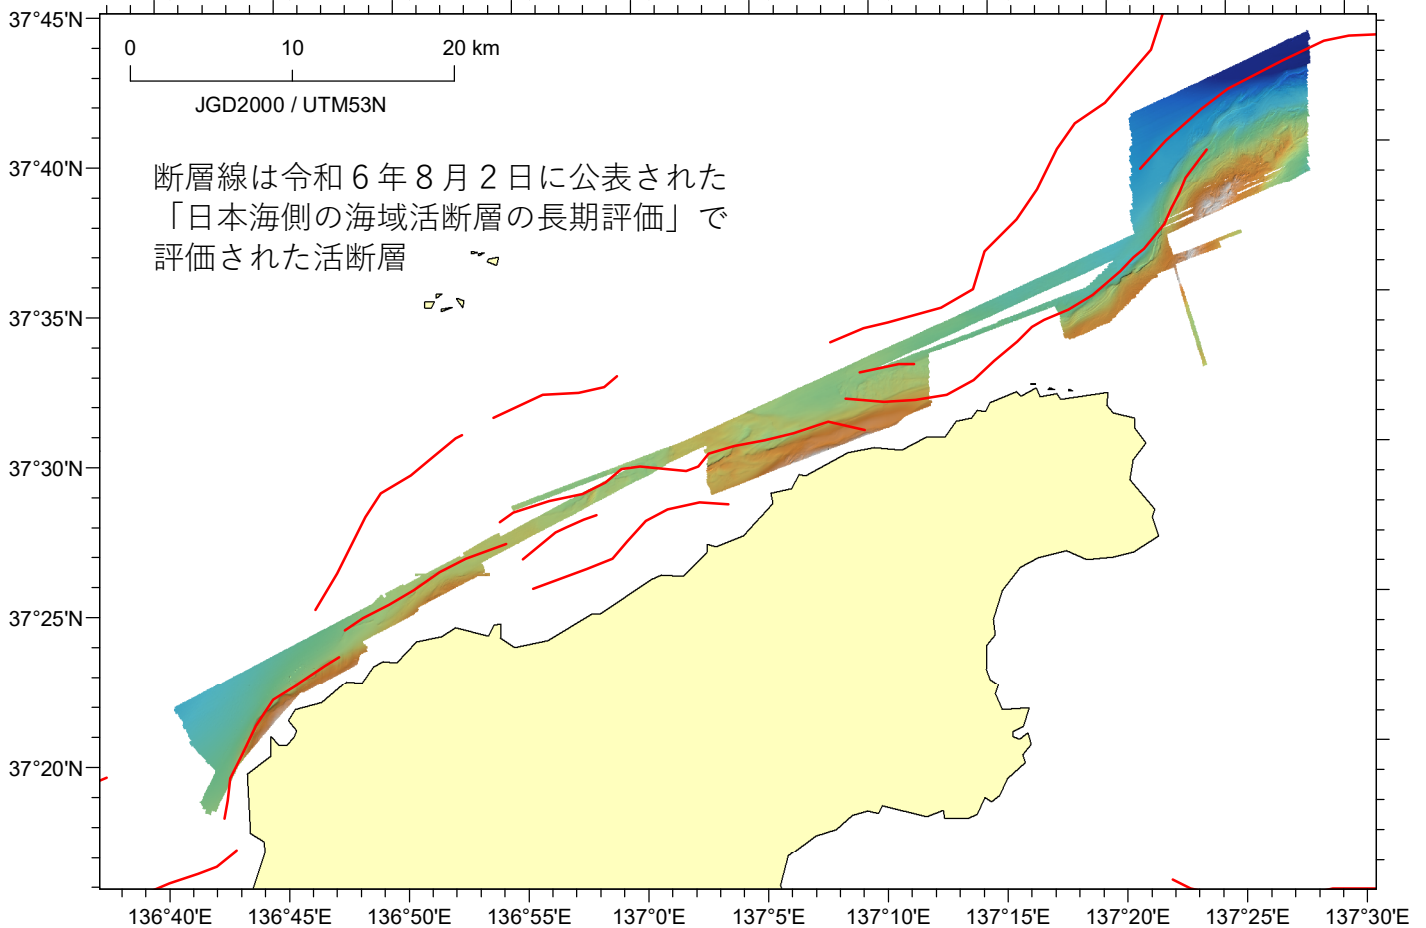 37°45'N
0 10 20 km
JGD2000 / UTM53N
断層線は令和６年８月２日に公表された
「日本海側の海域活断層の長期評価」で
評価された活断層
37°40'N
37°35'N
37°30'N
37°25'N
37°20'N
136°40'E 136°45'E 136°50'E 136°55'E 137°0'E 137°5'E 137°10'E 137°15'E 137°20'E 137°25'E 137°30'E